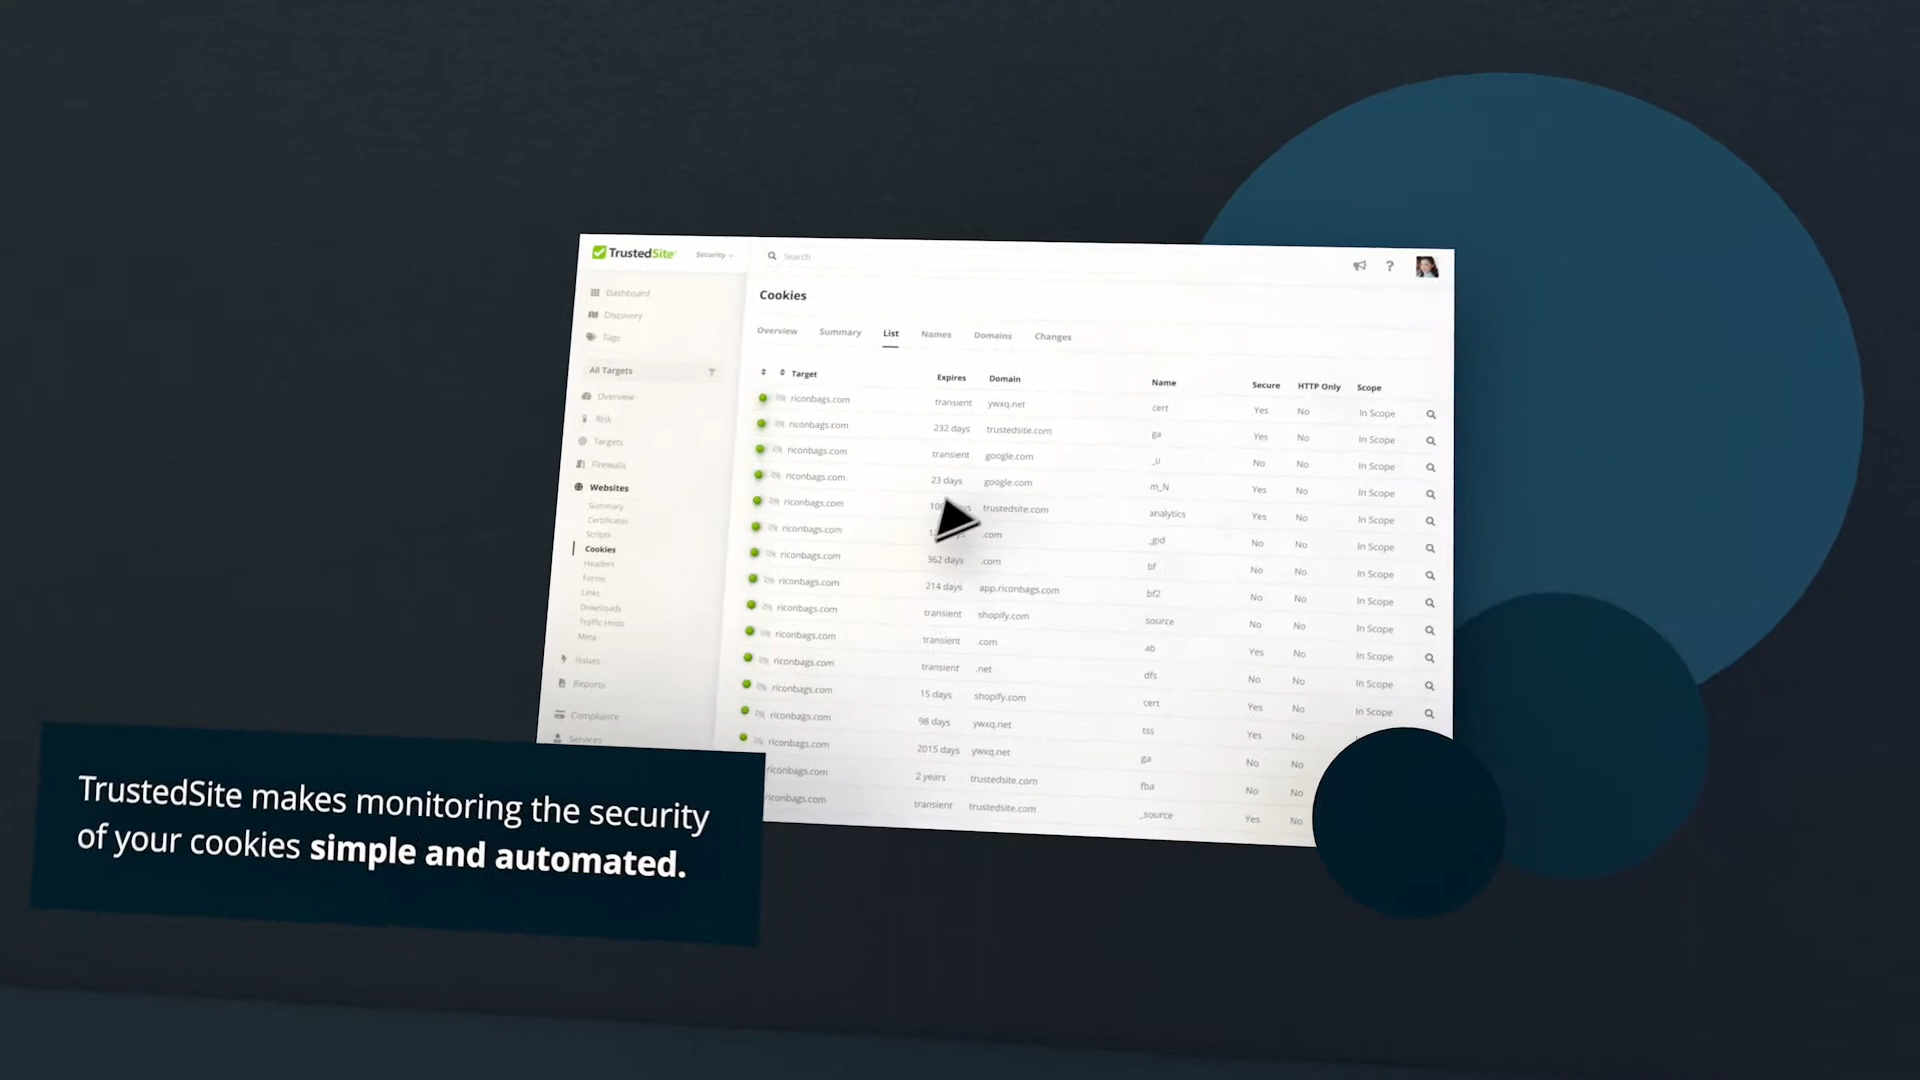 TrustedSite
Security
Search
Dashboard
Discovery
Tags
All Targets
Overview
Risk
Targets
Firewalls
Websites
Summary
Certificates
Scripts
Cookies
Headers
Forms
Links
Downloads
Traffic Hosts
Meta
Issues
Reports
Compliance
Services
Cookies
Overview Summary List Names Domains Changes
Target Expires Domain Name Secure HTTP Only Scope
riconbags.com transient ywxq.net cert Yes No In Scope
riconbags.com 232 days trustedsite.com ga Yes No In Scope
riconbags.com transient google.com _u No No In Scope
riconbags.com 23 days google.com m_N Yes No In Scope
riconbags.com trustedsite.com analytics Yes No In Scope
riconbags.com .com _gid No No In Scope
riconbags.com 362 days .com bf No No In Scope
riconbags.com 214 days app.riconbags.com bf2 No No In Scope
riconbags.com transient shopify.com source No No In Scope
riconbags.com transient .com ab Yes No In Scope
riconbags.com transient .net dfs No No In Scope
riconbags.com 15 days shopify.com cert Yes No In Scope
riconbags.com 98 days ywxq.net tss Yes No
riconbags.com 2015 days ywxq.net ga No No
riconbags.com 2 years trustedsite.com fba No No
riconbags.com transient trustedsite.com _source Yes No
TrustedSite makes monitoring the security
of your cookies simple and automated.